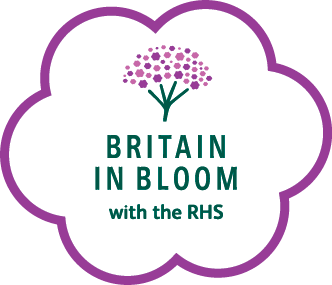 BRITAIN
IN BLOOM
with the RHS